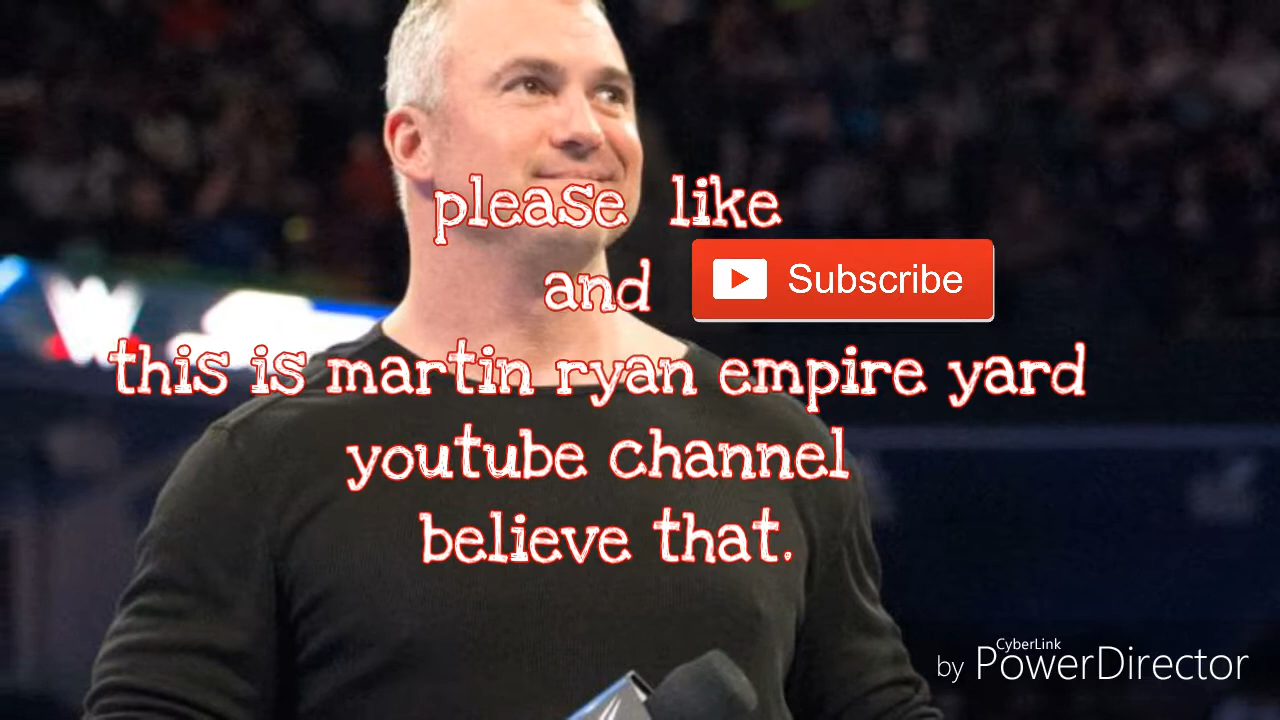 please like
and Subscribe
this is martin ryan empire yard
youtube channel
believe that.
CyberLink
by PowerDirector